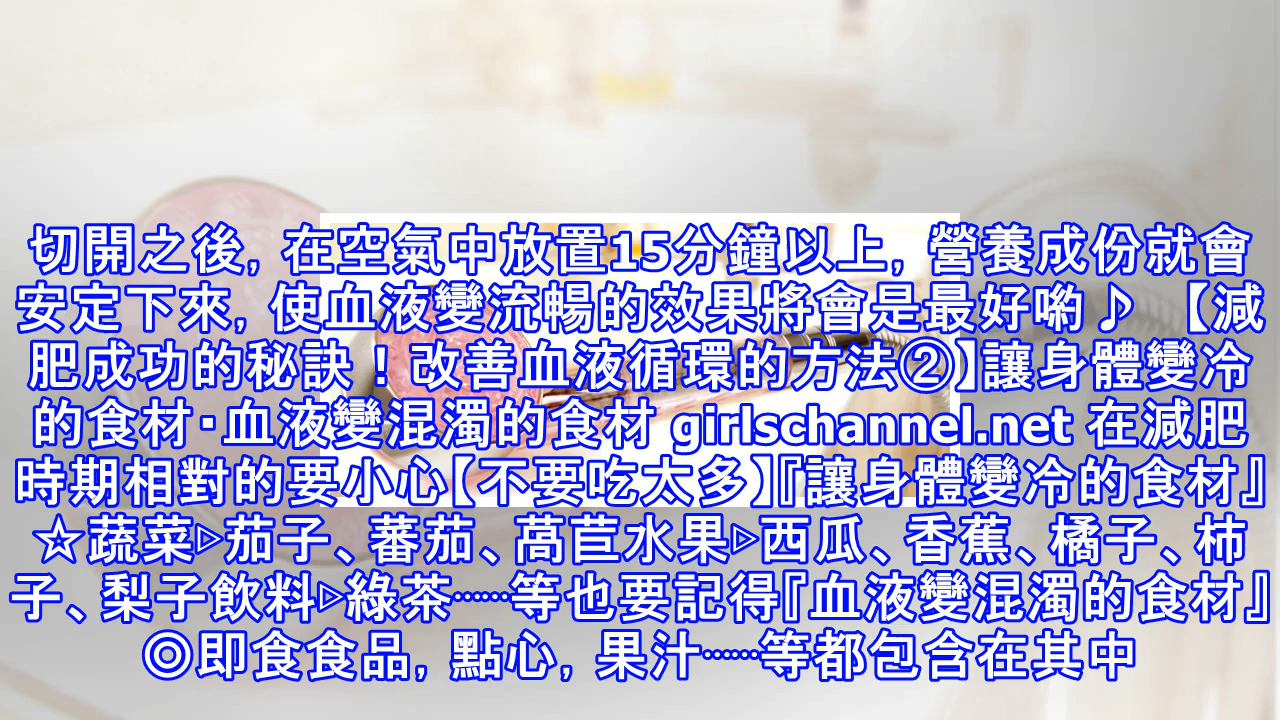 切開之後, 在空氣中放置15分鐘以上, 營養成份就會
安定下來, 使血液變流暢的效果將會是最好喲♪ 【減
肥成功的秘訣！改善血液循環的方法②】讓身體變冷
的食材･血液變混濁的食材 girlschannel.net 在減肥
時期相對的要小心【不要吃太多】『讓身體變冷的食材』
☆蔬菜▹茄子、蕃茄、萵苣水果▹西瓜、香蕉、橘子、柿
子、梨子飲料▹綠茶┈┈等也要記得『血液變混濁的食材』
◎即食食品, 點心, 果汁┈┈等都包含在其中